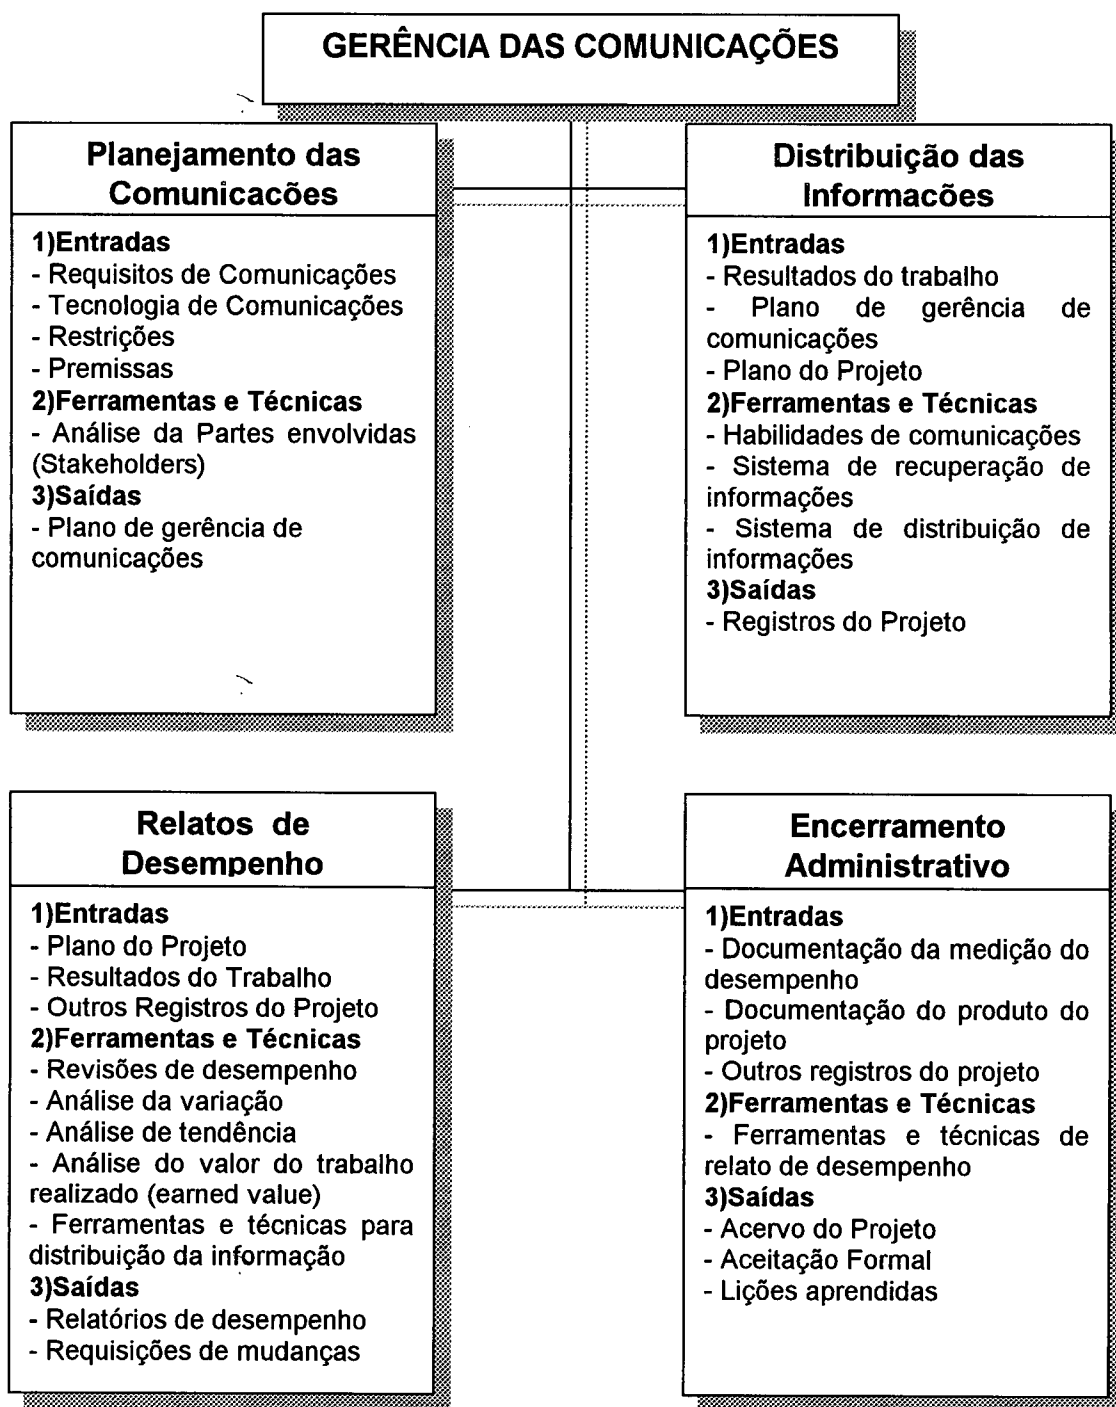 GERÊNCIA DAS COMUNICAÇÕES
Planejamento das
Comunicacões
1)Entradas
- Requisitos de Comunicações
- Tecnologia de Comunicações
- Restrições
- Premissas
2)Ferramentas e Técnicas
- Análise da Partes envolvidas
(Stakeholders)
3)Saídas
- Plano de gerência de
comunicações
Distribuição das
Informacões
1)Entradas
- Resultados do trabalho
- Plano de gerência de
comunicações
- Plano do Projeto
2)Ferramentas e Técnicas
- Habilidades de comunicações
- Sistema de recuperação de
informações
- Sistema de distribuição de
informações
3)Saídas
- Registros do Projeto
Relatos de
Desempenho
1)Entradas
- Plano do Projeto
- Resultados do Trabalho
- Outros Registros do Projeto
2)Ferramentas e Técnicas
- Revisões de desempenho
- Análise da variação
- Análise de tendência
- Análise do valor do trabalho
realizado (earned value)
- Ferramentas e técnicas para
distribuição da informação
3)Saídas
- Relatórios de desempenho
- Requisições de mudanças
Encerramento
Administrativo
1)Entradas
- Documentação da medição do
desempenho
- Documentação do produto do
projeto
- Outros registros do projeto
2)Ferramentas e Técnicas
- Ferramentas e técnicas de
relato de desempenho
3)Saídas
- Acervo do Projeto
- Aceitação Formal
- Lições aprendidas